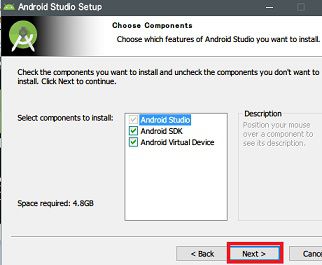 Android Studio Setup
Choose Components
Choose which features of Android Studio you want to install.
Check the components you want to install and uncheck the components you don't want to
install. Click Next to continue.
Select components to install:
Android Studio
Android SDK
Android Virtual Device
Description
Position your mouse
over a component to
see its description.
Space required: 4.8GB
< Back
Next >
Cance